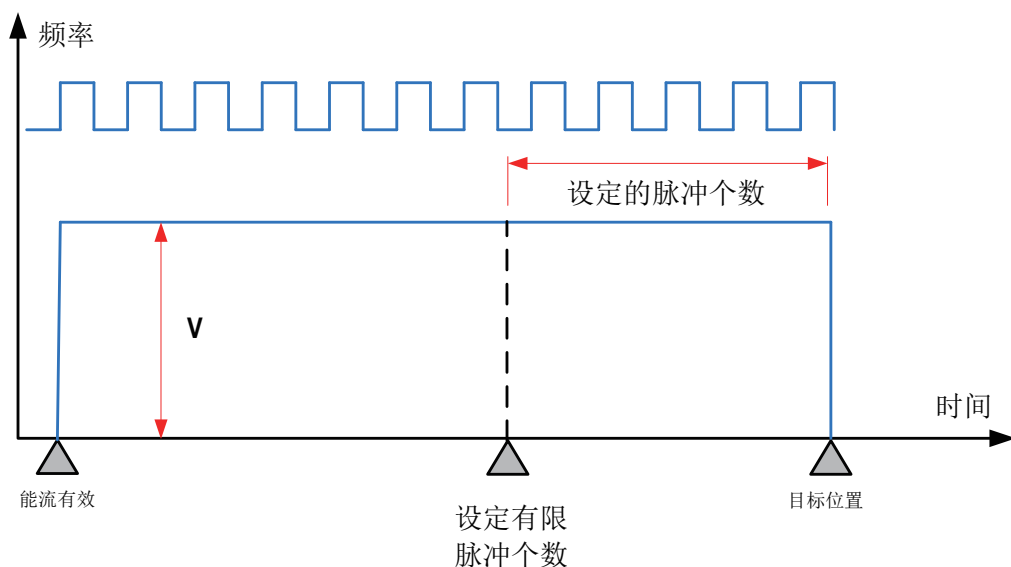 频率
设定的脉冲个数
V
时间
能流有效
设定有限
脉冲个数
目标位置